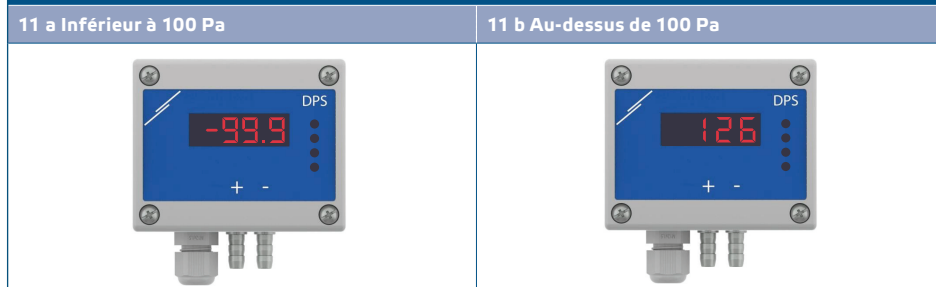 11 a Inférieur à 100 Pa
11 b Au-dessus de 100 Pa
DPS
-99.9
+ -
DPS
126
+ -